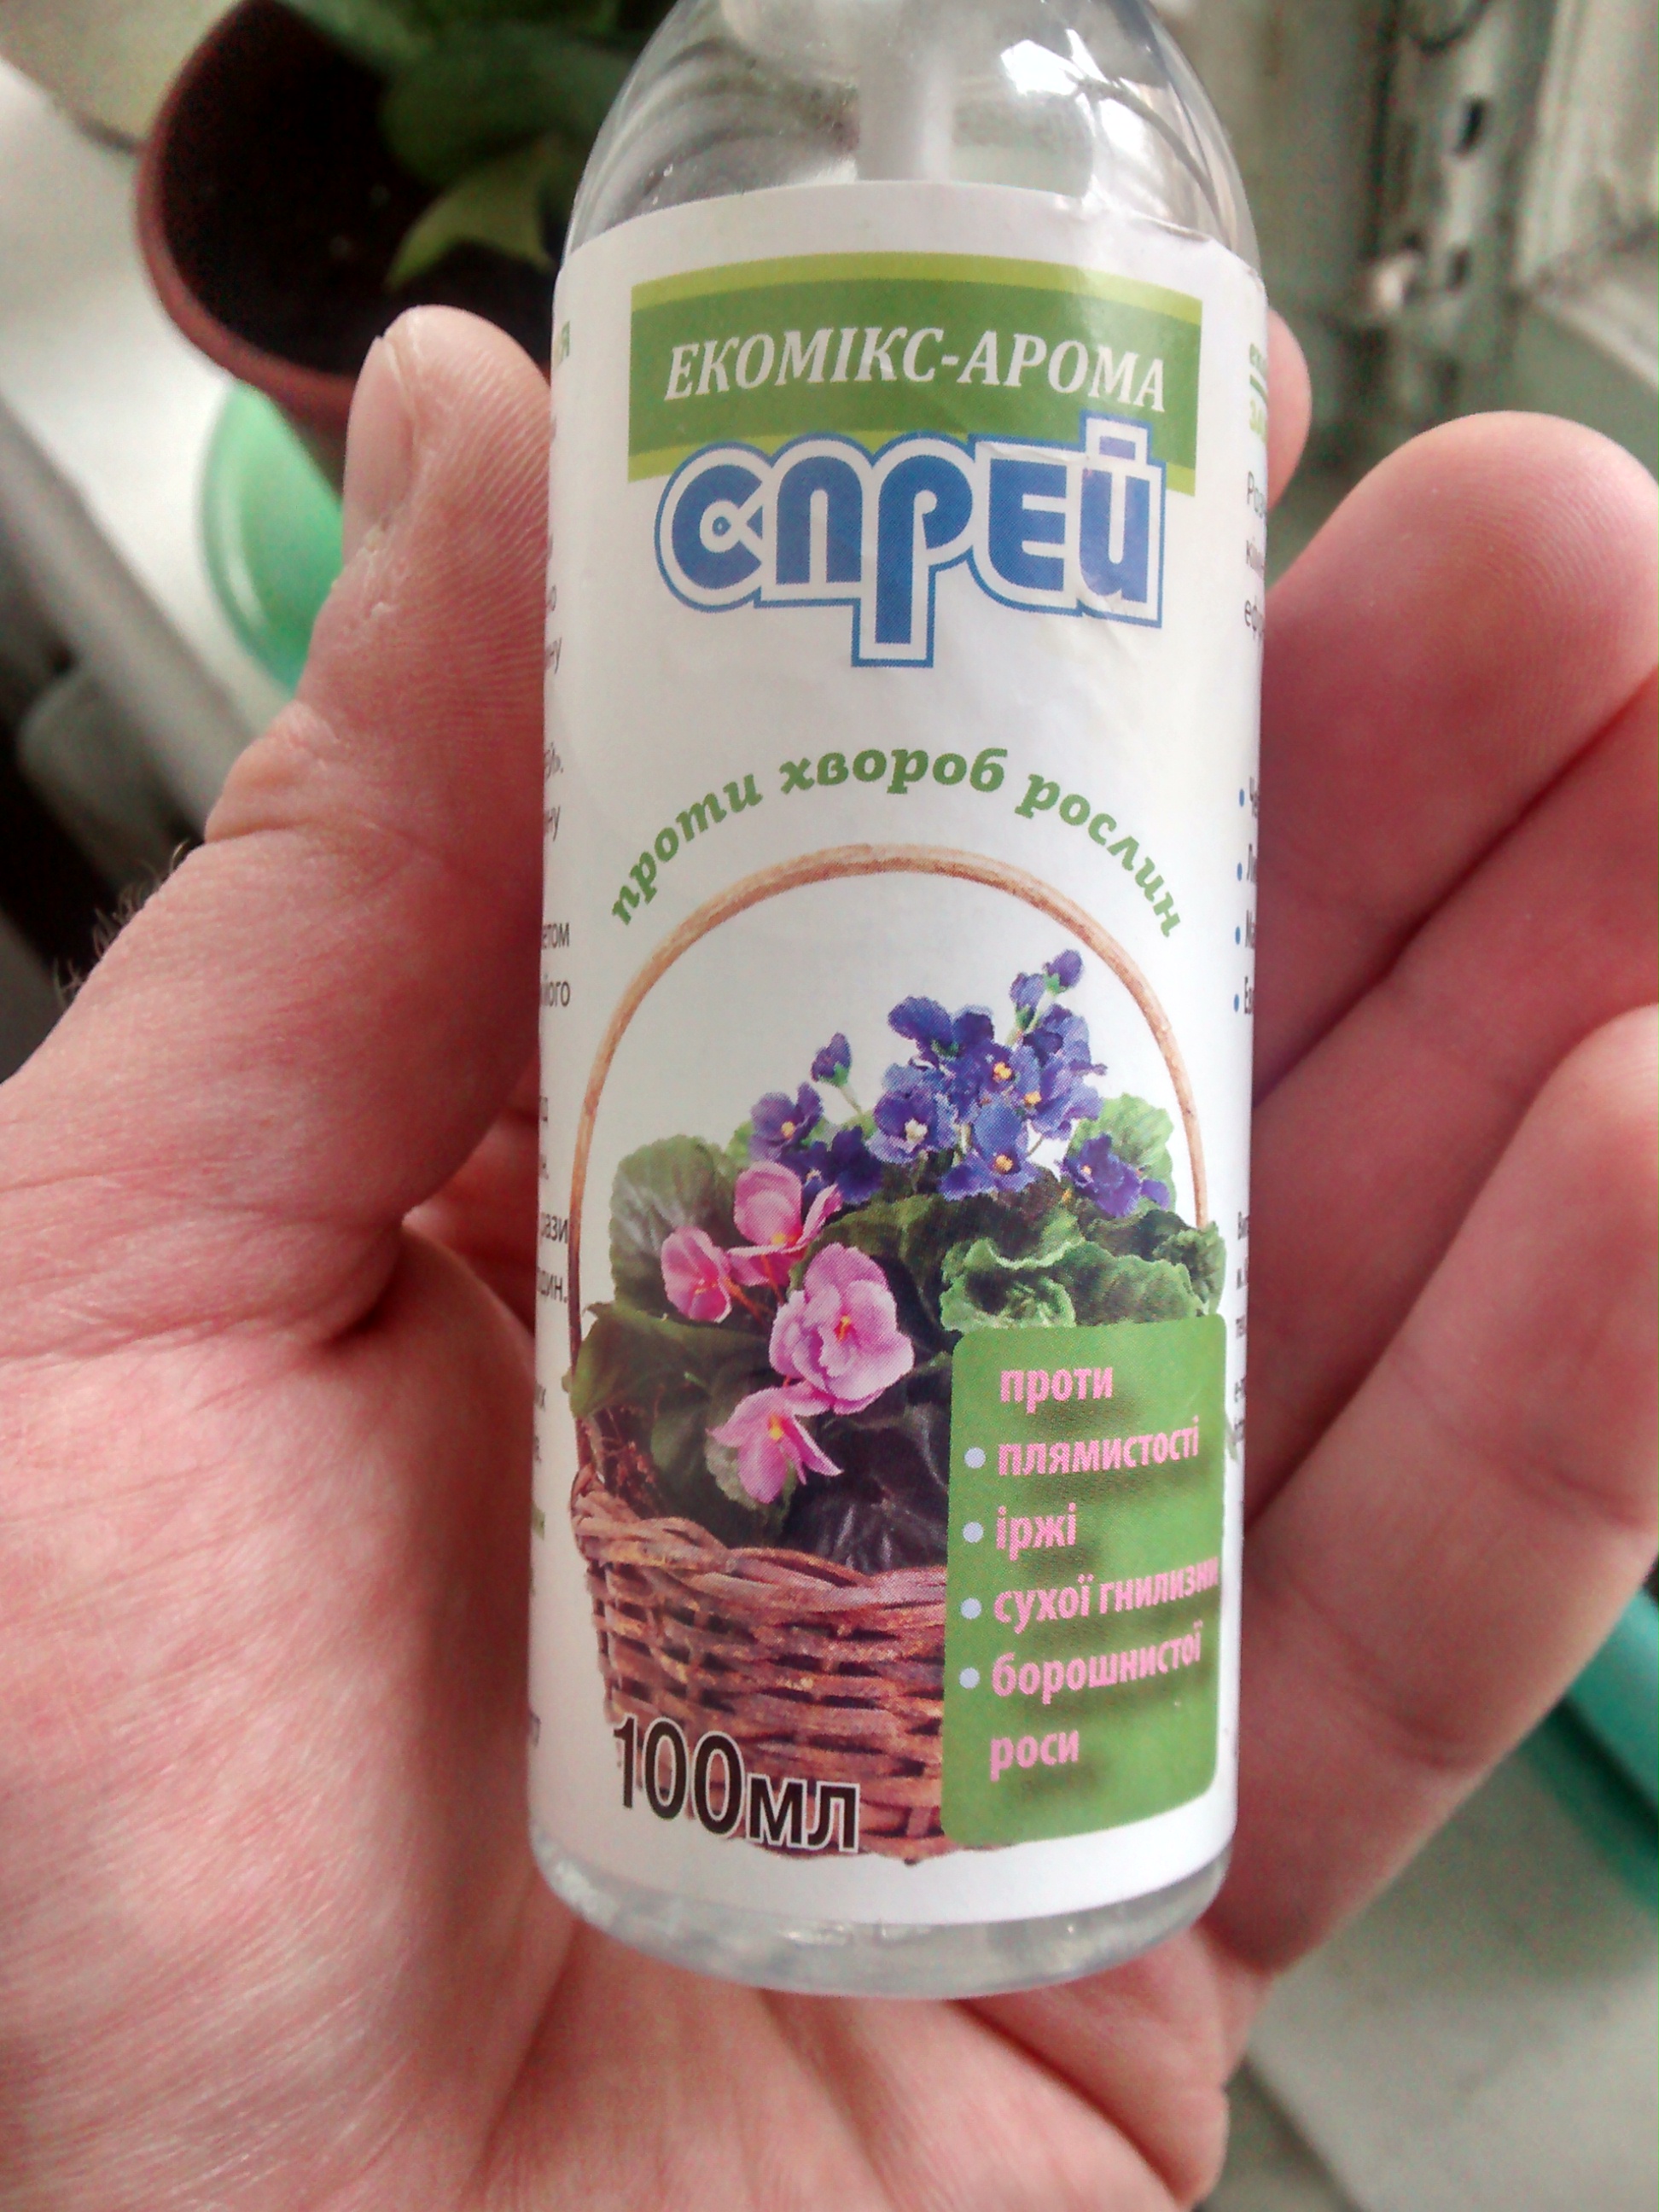 ЕКОМІКС-АРОМА
СПРЕЙ
проти хвороб рослин
проти
• плямистості
• іржі
• сухої гнилизни
• борошнистої
роси
100мл